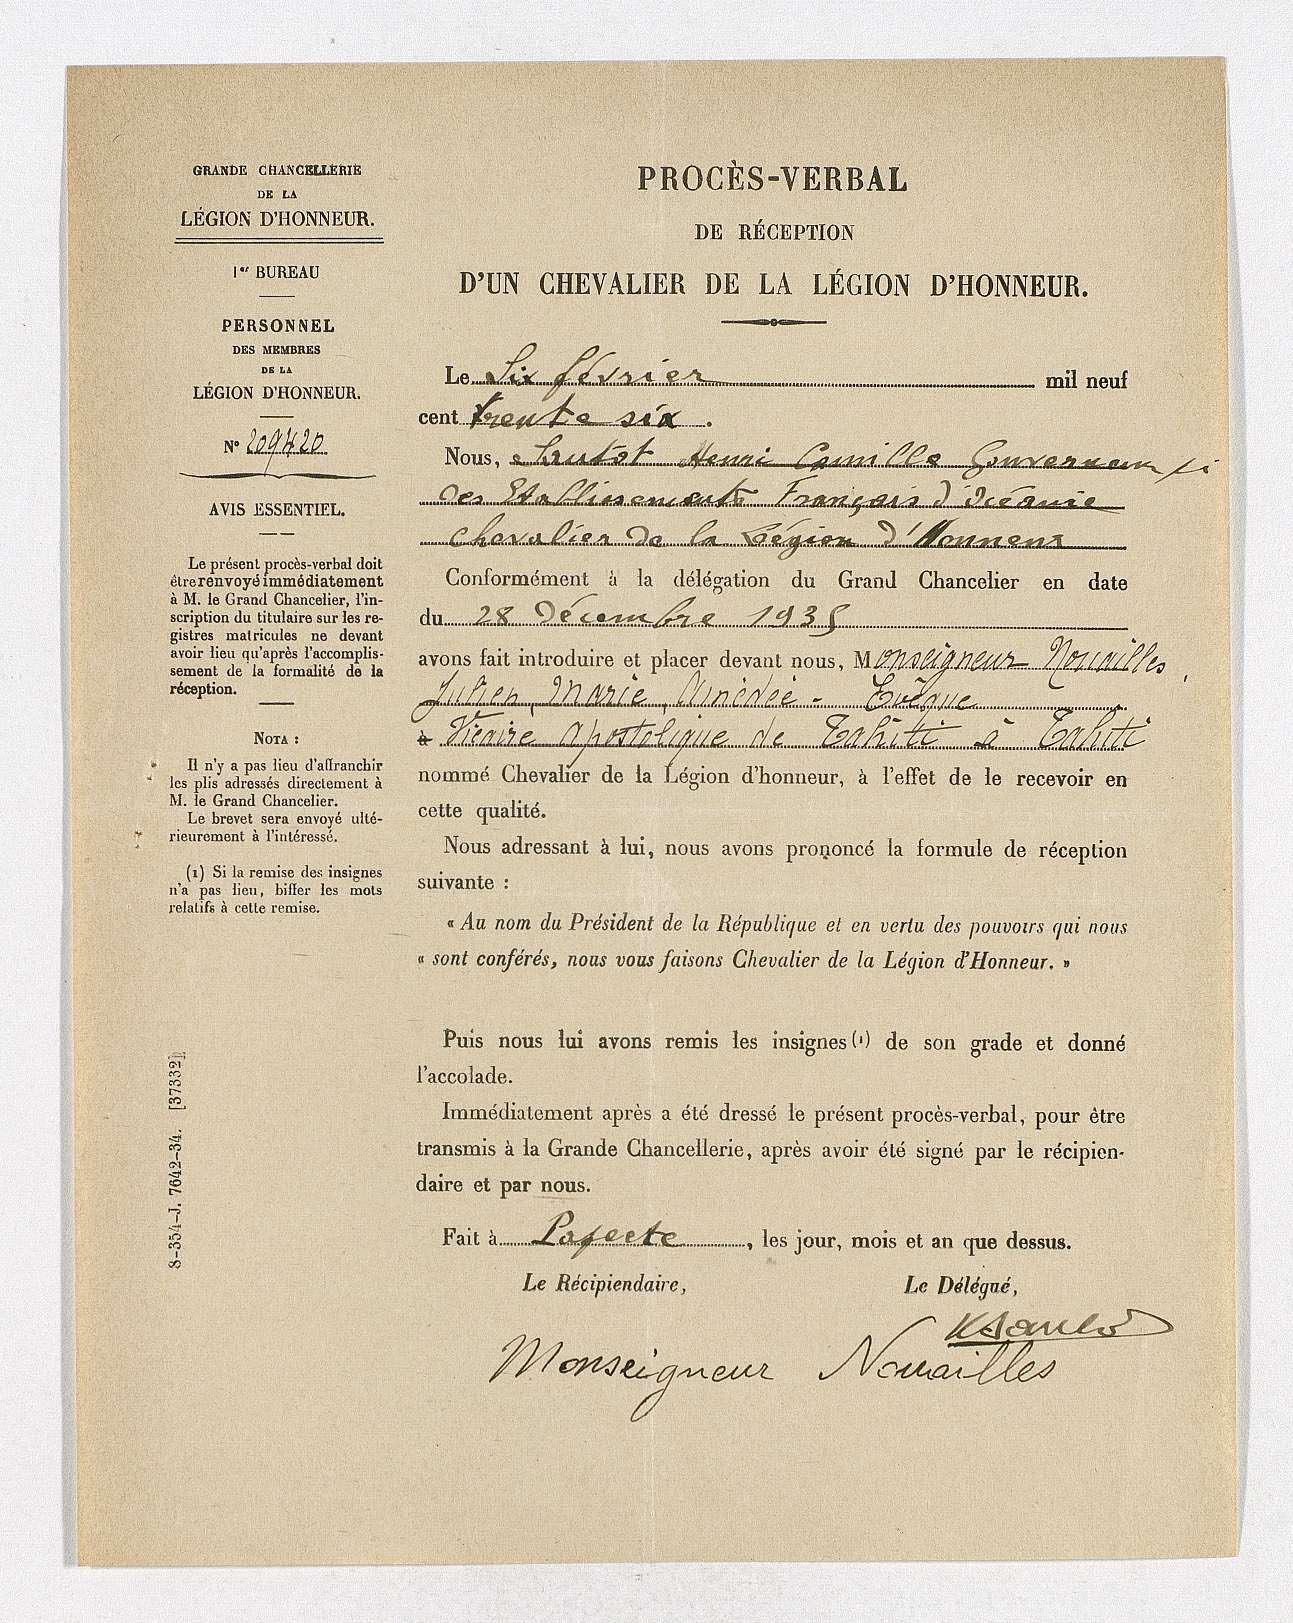 GRANDE CHANCELLERIE
DE LA
LÉGION D'HONNEUR.
1er BUREAU
PERSONNEL
DES MEMBRES
DE LA
LÉGION D'HONNEUR.
N° 209420
AVIS ESSENTIEL.
Le présent procès-verbal doit
être renvoyé immédiatement
à M. le Grand Chancelier, l'in-
scription du titulaire sur les re-
gistres matricules ne devant
avoir lieu qu'après l'accomplis-
sement de la formalité de la
réception.
NOTA :
Il n'y a pas lieu d'affranchir
les plis adressés directement à
M. le Grand Chancelier.
Le brevet sera envoyé ulté-
rieurement à l'intéressé.
(1) Si la remise des insignes
n'a pas lieu, biffer les mots
relatifs à cette remise.
8-354-J. 7642-34. [37332]
PROCÈS-VERBAL
DE RÉCEPTION
D'UN CHEVALIER DE LA LÉGION D'HONNEUR.
Le Six février mil neuf
cent trente six.
Nous, Sautot Henri Camille Gouverneur
des Etablissements Français d'Océanie
chevalier de la Légion d'Honneur
Conformément à la délégation du Grand Chancelier en date
du 28 Décembre 1935
avons fait introduire et placer devant nous, Monseigneur Nouailles,
Julien, Marie, Amédée - Evêque
à Vicaire apostolique de Tahiti à Tahiti
nommé Chevalier de la Légion d'honneur, à l'effet de le recevoir en
cette qualité.
Nous adressant à lui, nous avons prononcé la formule de réception
suivante :
« Au nom du Président de la République et en vertu des pouvoirs qui nous
« sont conférés, nous vous faisons Chevalier de la Légion d'Honneur. »
Puis nous lui avons remis les insignes (1) de son grade et donné
l'accolade.
Immédiatement après a été dressé le présent procès-verbal, pour être
transmis à la Grande Chancellerie, après avoir été signé par le récipien-
daire et par nous.
Fait à Papeete, les jour, mois et an que dessus.
Le Récipiendaire, Le Délégué,
Monseigneur Nouailles